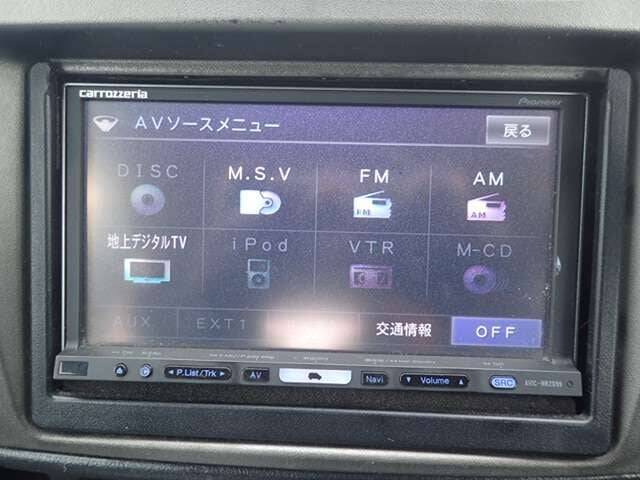 carrozzeria
Pioneer
AVソースメニュー
戻る
DISC M.S.V FM AM
FM AM
地上デジタルTV iPod VTR M-CD
AUX EXT1 交通情報 OFF
P.List/Trk AV Navi Volume SRC